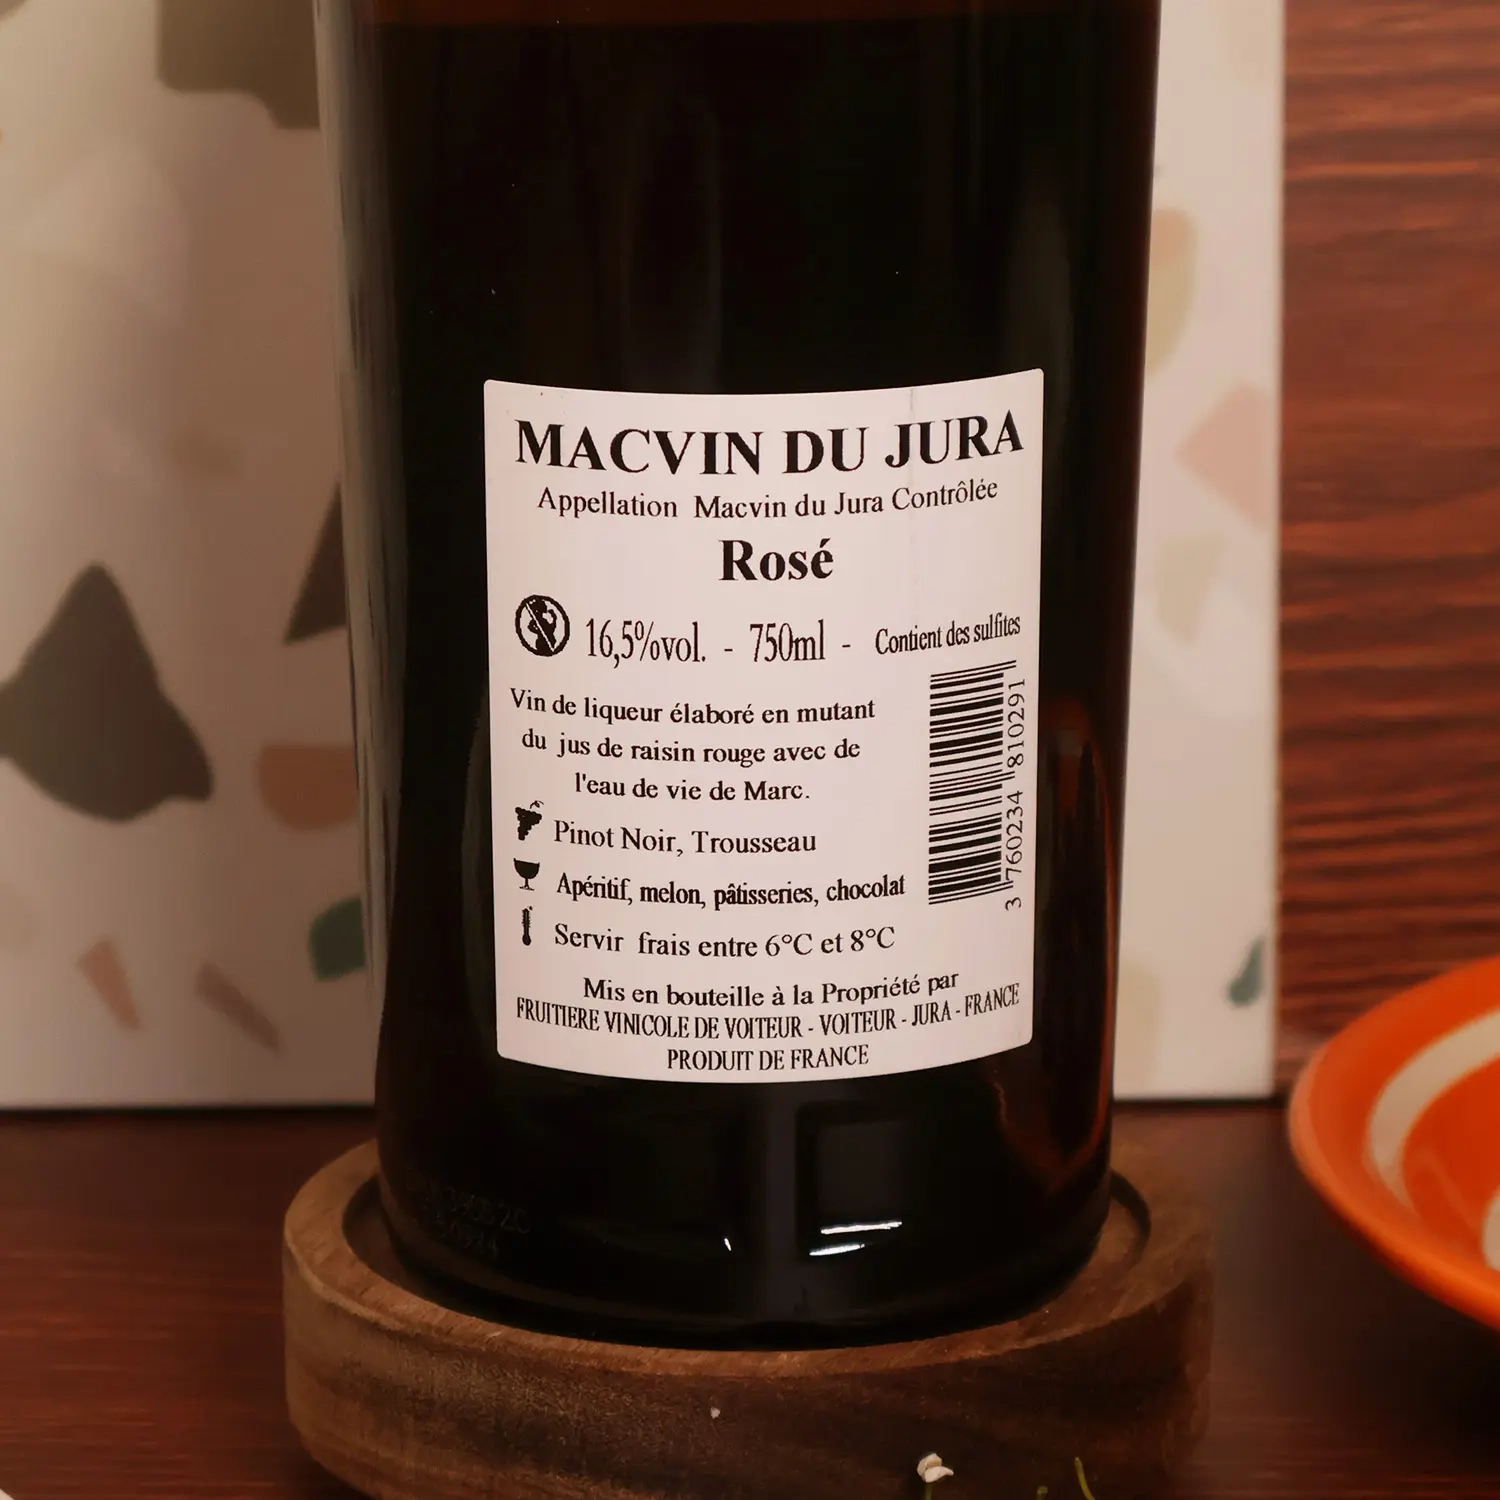 MACVIN DU JURA
Appellation Macvin du Jura Contrôlée
Rosé
16,5%vol. - 750ml - Contient des sulfites
Vin de liqueur élaboré en mutant
du jus de raisin rouge avec de
l'eau de vie de Marc.
Pinot Noir, Trousseau
Apéritif, melon, pâtisseries, chocolat
Servir frais entre 6°C et 8°C
3 760234 810291
Mis en bouteille à la Propriété par
FRUITIERE VINICOLE DE VOITEUR - VOITEUR - JURA - FRANCE
PRODUIT DE FRANCE